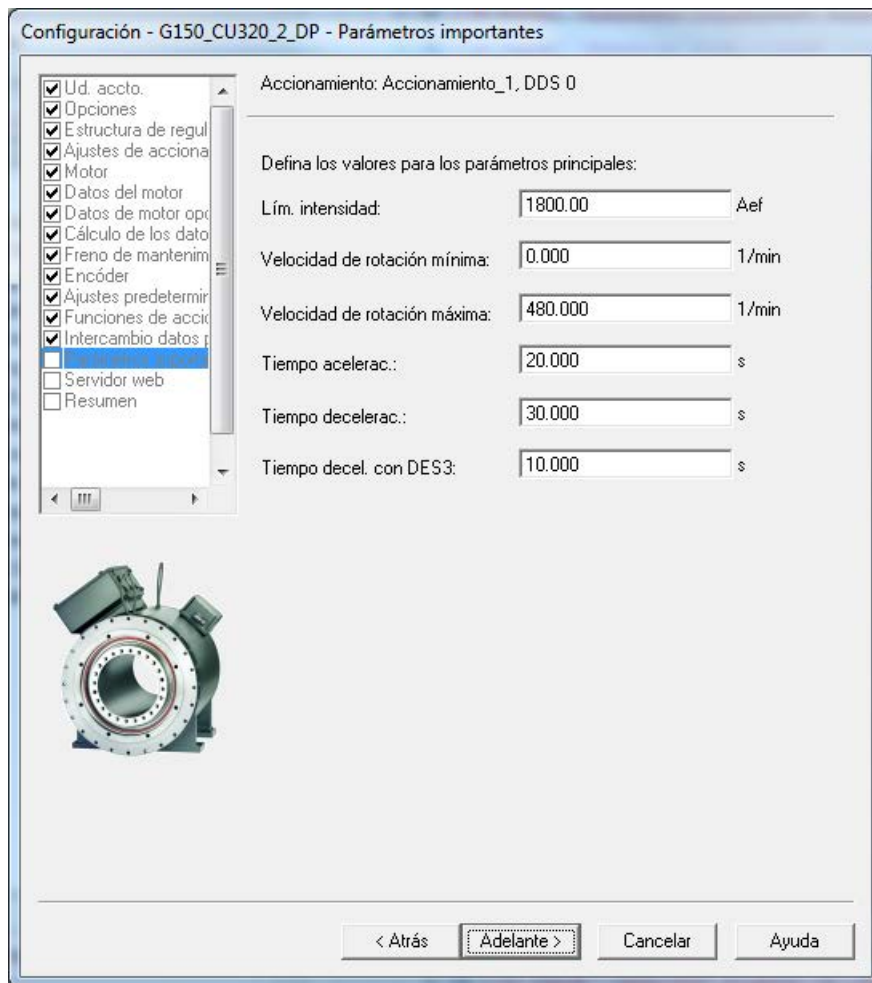 Configuración - G150_CU320_2_DP - Parámetros importantes
Ud. accto.
Opciones
Estructura de regul
Ajustes de acciona
Motor
Datos del motor
Datos de motor opc
Cálculo de los dato
Freno de mantenim
Encóder
Ajustes predetermir
Funciones de accio
Intercambio datos p
Servidor web
Resumen
Accionamiento: Accionamiento_1, DDS 0
Defina los valores para los parámetros principales:
Lím. intensidad: 1800.00 Aef
Velocidad de rotación mínima: 0.000 1/min
Velocidad de rotación máxima: 480.000 1/min
Tiempo acelerac.: 20.000 s
Tiempo decelerac.: 30.000 s
Tiempo decel. con DES3: 10.000 s
< Atrás Adelante > Cancelar Ayuda